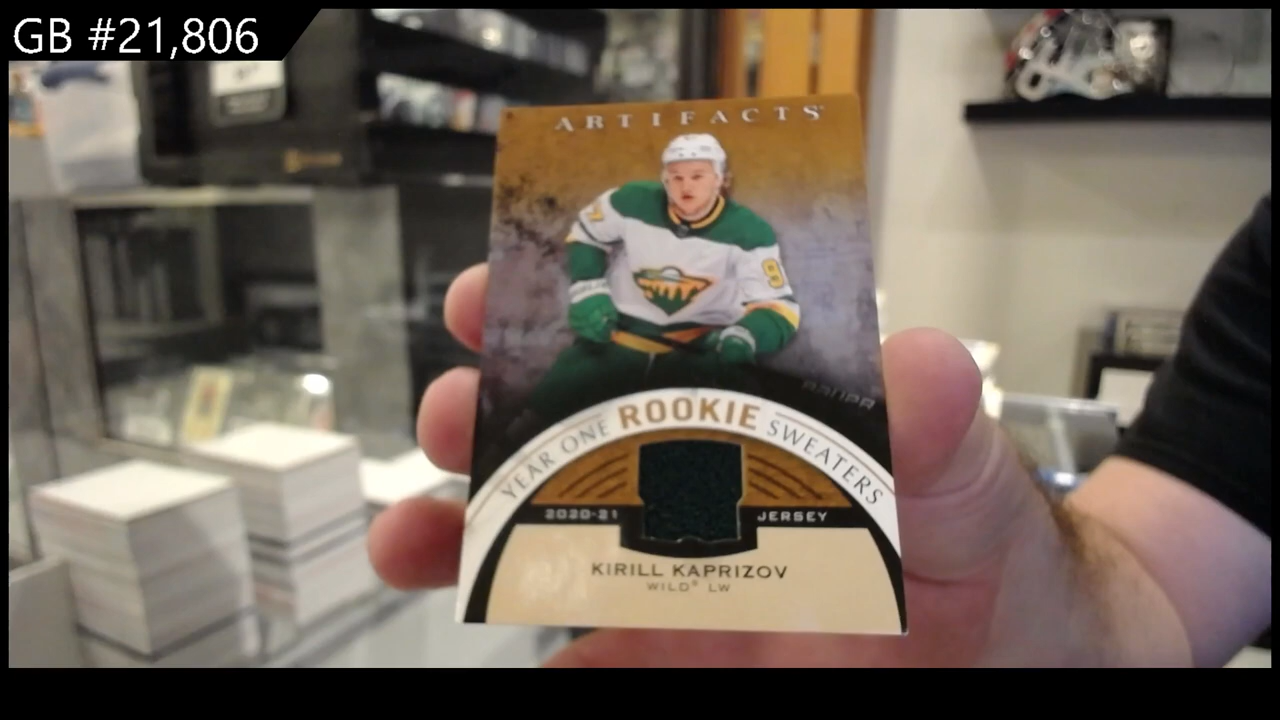 GB #21,806
ARTIFACTS
YEAR ONE ROOKIE SWEATERS
2020-21 JERSEY
KIRILL KAPRIZOV
WILD® LW